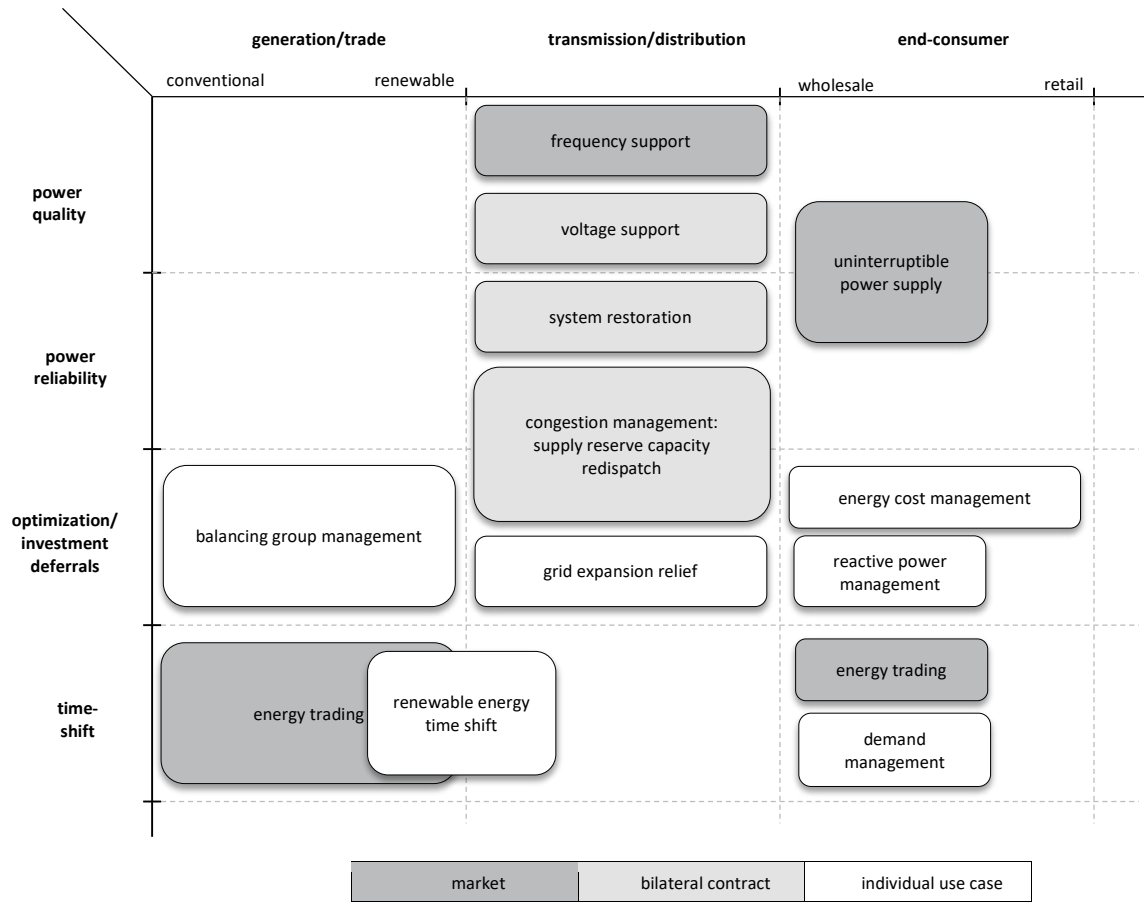 generation/trade
transmission/distribution
end-consumer
conventional
renewable
wholesale
retail
power
quality
frequency support
voltage support
uninterruptible
power supply
power
reliability
system restoration
congestion management:
supply reserve capacity
redispatch
optimization/
investment
deferrals
balancing group management
grid expansion relief
energy cost management
reactive power
management
time-
shift
energy trading
renewable energy
time shift
energy trading
demand
management
market
bilateral contract
individual use case